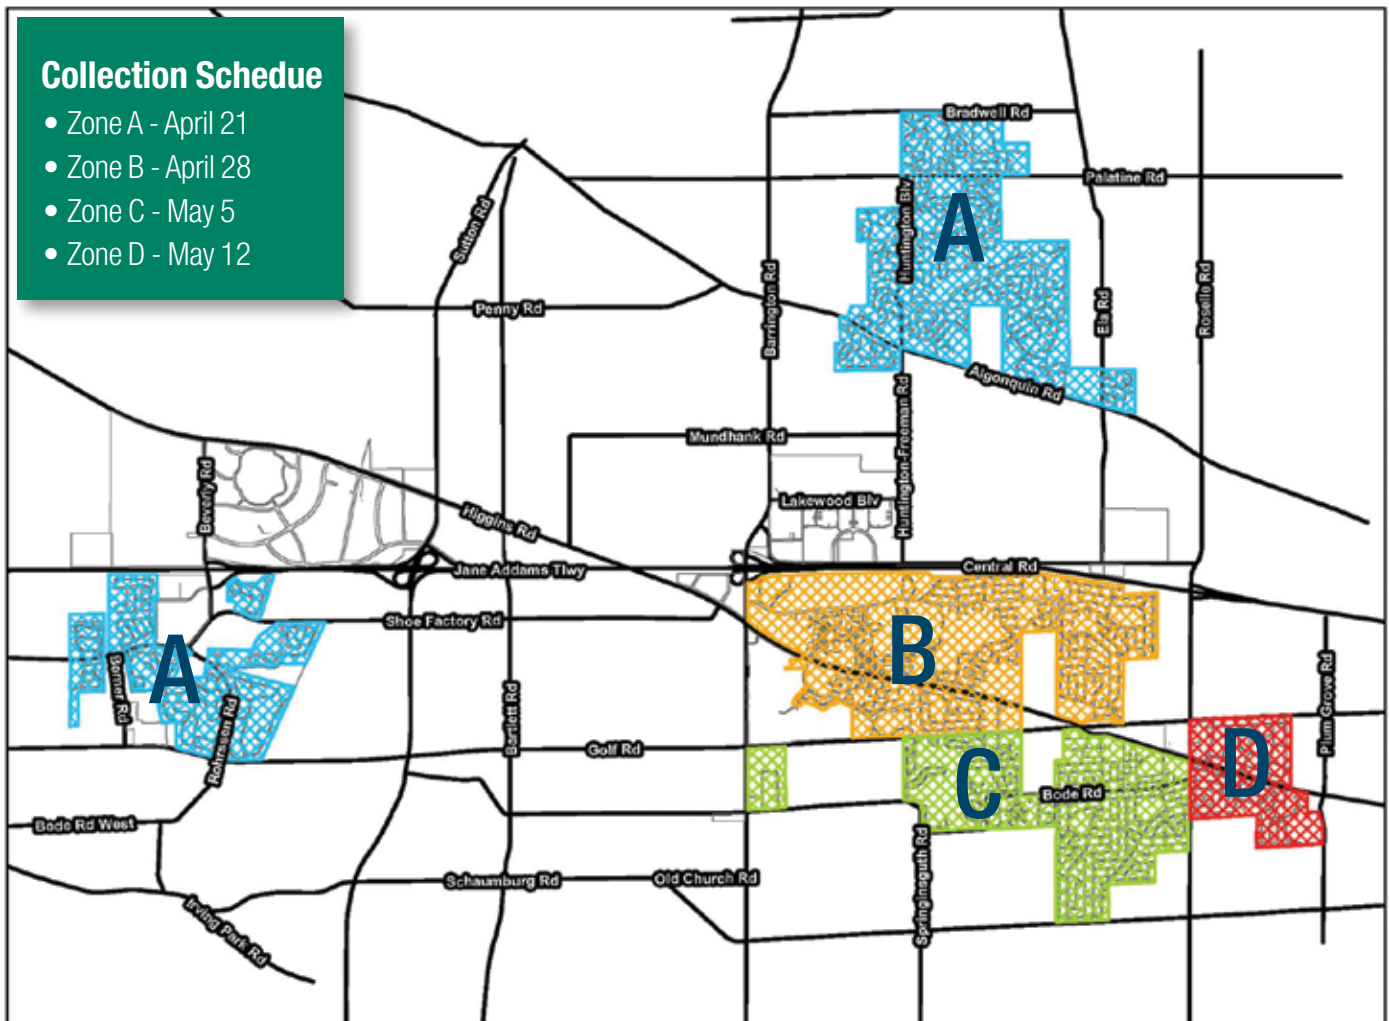 Collection Schedue
• Zone A - April 21
• Zone B - April 28
• Zone C - May 5
• Zone D - May 12
Bradwell Rd
Palatine Rd
Huntington Blv
A
Sutton Rd
Penny Rd
Barrington Rd
Ela Rd
Roselle Rd
Algonquin Rd
Mundhank Rd
Huntington-Freeman Rd
Beverly Rd
Lakewood Blv
Higgins Rd
Jane Addams Tlwy
Central Rd
Shoe Factory Rd
B
A
Berner Rd
Rohrssen Rd
Bartlett Rd
Plum Grove Rd
Golf Rd
C
D
Bode Rd
Bode Rd West
Springinsguth Rd
Schaumburg Rd
Old Church Rd
Irving Park Rd